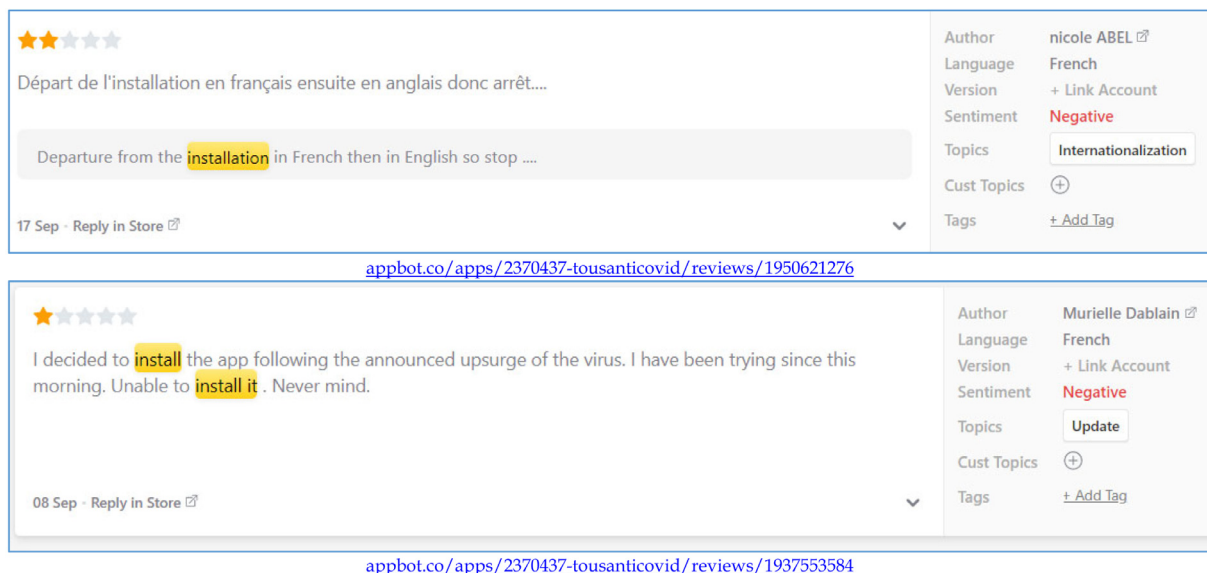 Départ de l'installation en français ensuite en anglais donc arrêt....
Departure from the installation in French then in English so stop ....
17 Sep - Reply in Store
Author nicole ABEL
Language French
Version + Link Account
Sentiment Negative
Topics Internationalization
Cust Topics
Tags + Add Tag
appbot.co/apps/2370437-tousanticovid/reviews/1950621276
I decided to install the app following the announced upsurge of the virus. I have been trying since this
morning. Unable to install it . Never mind.
08 Sep - Reply in Store
Author Murielle Dablain
Language French
Version + Link Account
Sentiment Negative
Topics Update
Cust Topics
Tags + Add Tag
appbot.co/apps/2370437-tousanticovid/reviews/1937553584